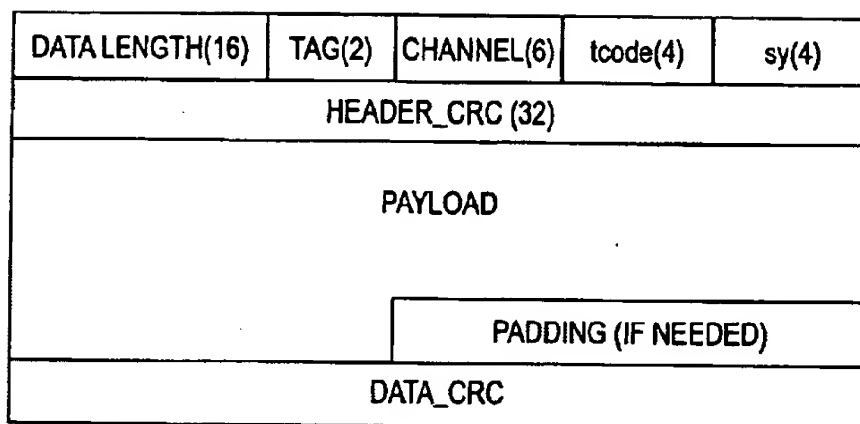 DATA LENGTH(16) TAG(2) CHANNEL(6) tcode(4) sy(4)
HEADER_CRC (32)
PAYLOAD
PADDING (IF NEEDED)
DATA_CRC